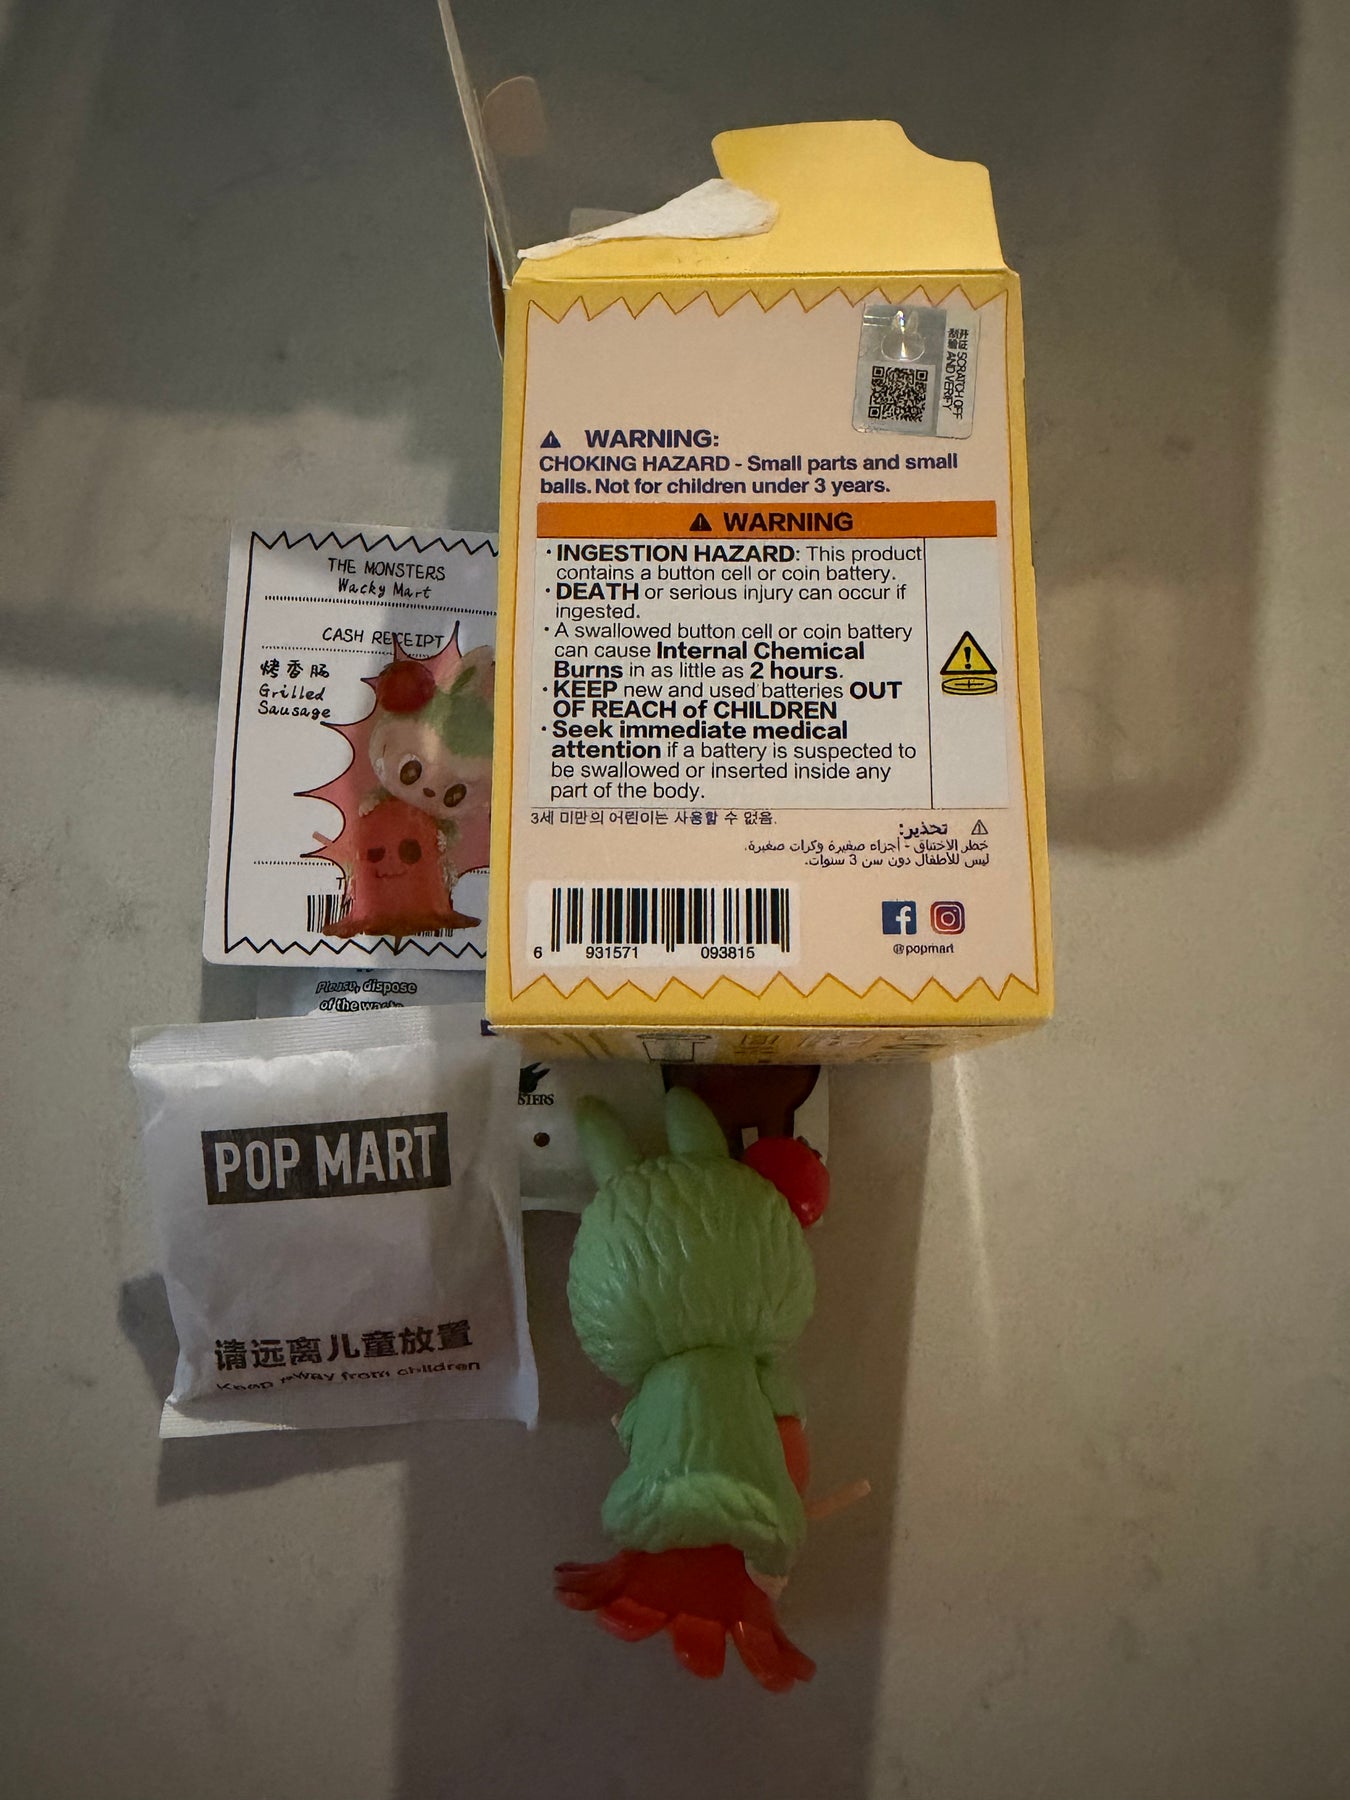 开盒 SCRATCH OFF
AND VERIFY
WARNING:
CHOKING HAZARD - Small parts and small
balls. Not for children under 3 years.
WARNING
· INGESTION HAZARD: This product
contains a button cell or coin battery.
· DEATH or serious injury can occur if
ingested.
· A swallowed button cell or coin battery
can cause Internal Chemical
Burns in as little as 2 hours.
· KEEP new and used batteries OUT
OF REACH of CHILDREN
· Seek immediate medical
attention if a battery is suspected to
be swallowed or inserted inside any
part of the body.
3세 미만의 어린이는 사용할 수 없음.
تحذير:
خطر الاختناق - أجزاء صغيرة وكرات صغيرة.
ليس للأطفال دون سن 3 سنوات.
6 931571 093815
@popmart
THE MONSTERS
Wacky Mart
CASH RECEIPT
烤香肠
Grilled
Sausage
T
Please, dispose
of the waste
STERS
POP MART
请远离儿童放置
Keep away from children